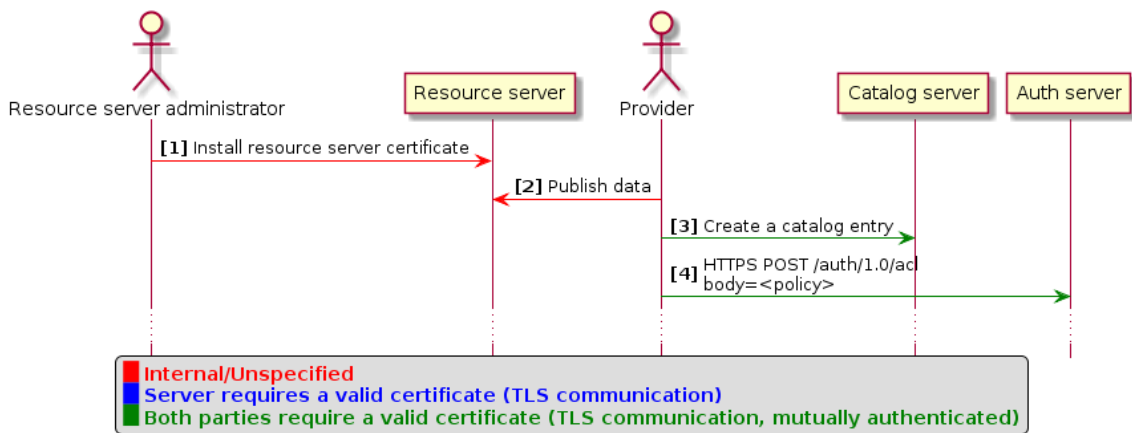 Resource server administrator
Resource server
Provider
Catalog server
Auth server
[1] Install resource server certificate
[2] Publish data
[3] Create a catalog entry
[4] HTTPS POST /auth/1.0/acl
body=<policy>
Internal/Unspecified
Server requires a valid certificate (TLS communication)
Both parties require a valid certificate (TLS communication, mutually authenticated)